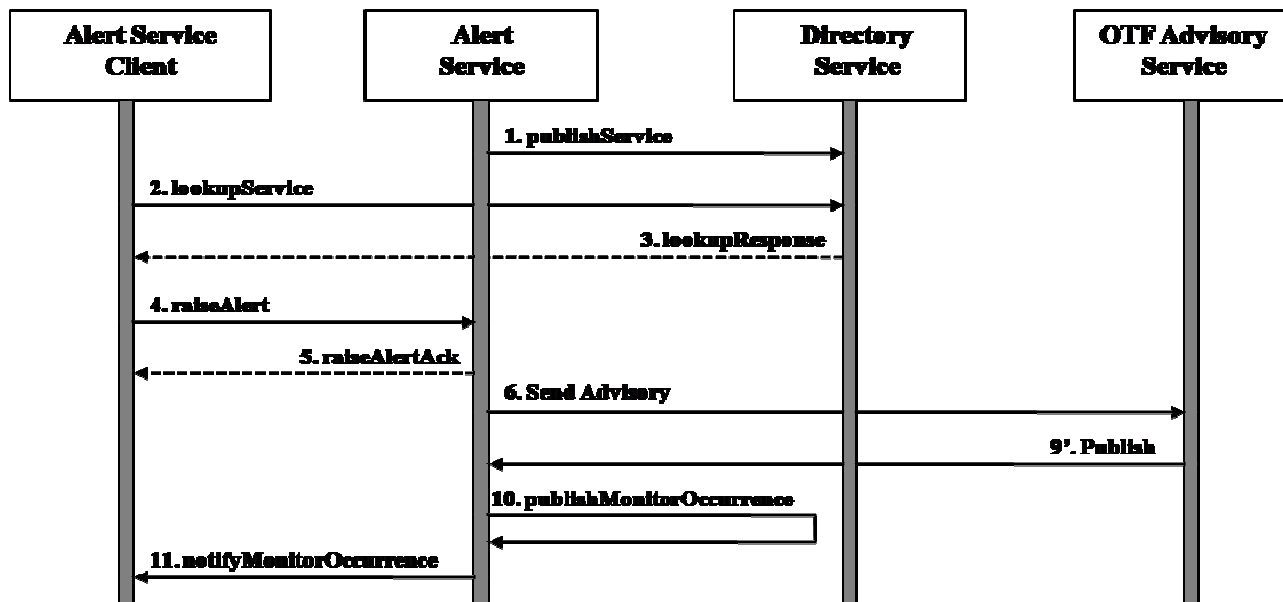 Alert Service
Client
Alert
Service
Directory
Service
OTF Advisory
Service
1. publishService
2. lookupService
3. lookupResponse
4. raiseAlert
5. raiseAlertAck
6. Send Advisory
9’. Publish
10. publishMonitorOccurrence
11. notifyMonitorOccurrence